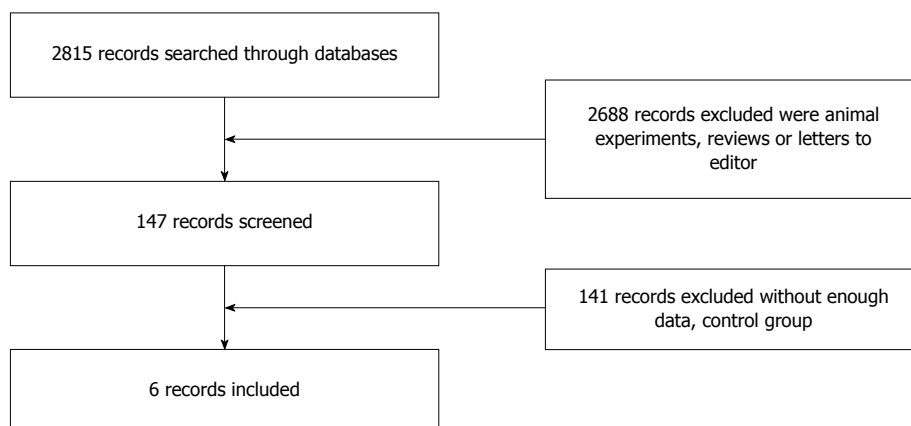 2815 records searched through databases
2688 records excluded were animal
experiments, reviews or letters to
editor
147 records screened
141 records excluded without enough
data, control group
6 records included